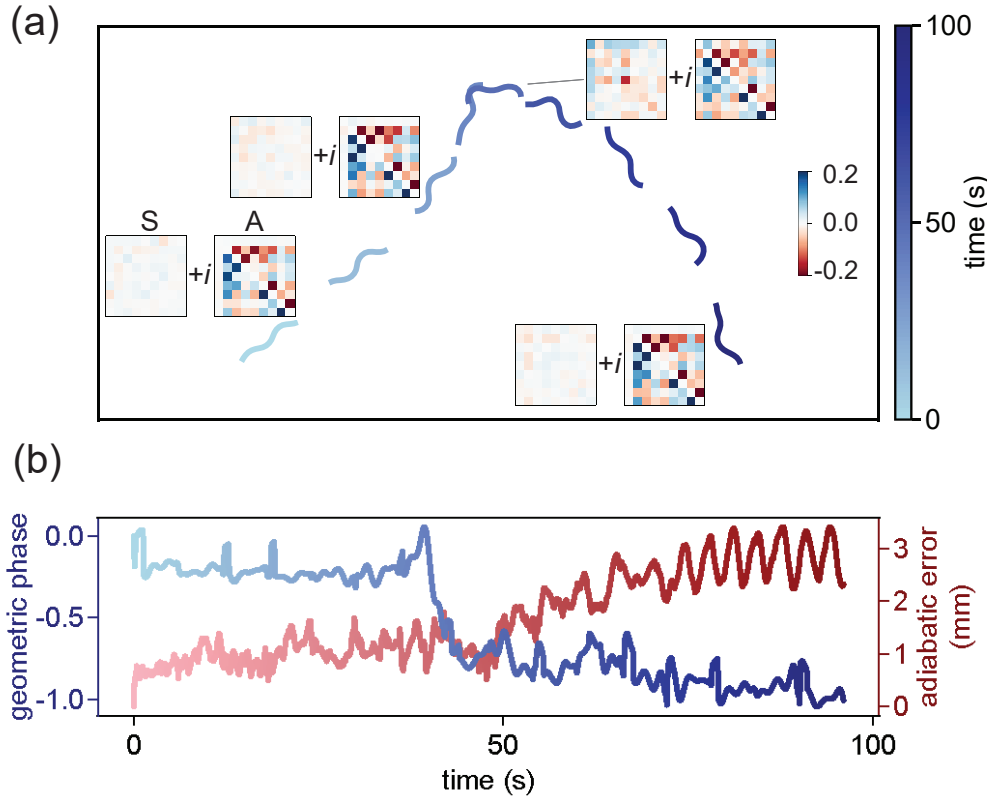 (a)
S
A
+i
+i
+i
+i
0.2
0.0
-0.2
100
50
0
time (s)
(b)
geometric phase
0.0
-0.5
-1.0
3
2
1
0
adiabatic error
(mm)
0
50
100
time (s)